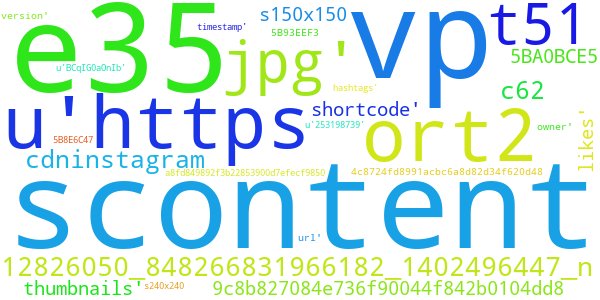 version'
timestamp'
s150x150
t51
e35
vp
5B93EEF3
jpg'
5BA0BCE5
u'BCqIGOaOnIb'
hashtags'
c62
u'https
shortcode'
ort2
likes'
u'253198739'
owner'
5B8E6C47
cdninstagram
a8fd849892f3b22853900d7efecf9850
4c8724fd8991acbc6a8d82d34f620d48
scontent
url'
12826050_848266831966182_1402496447_n
thumbnails'
s240x240
9c8b827084e736f90044f842b0104dd8